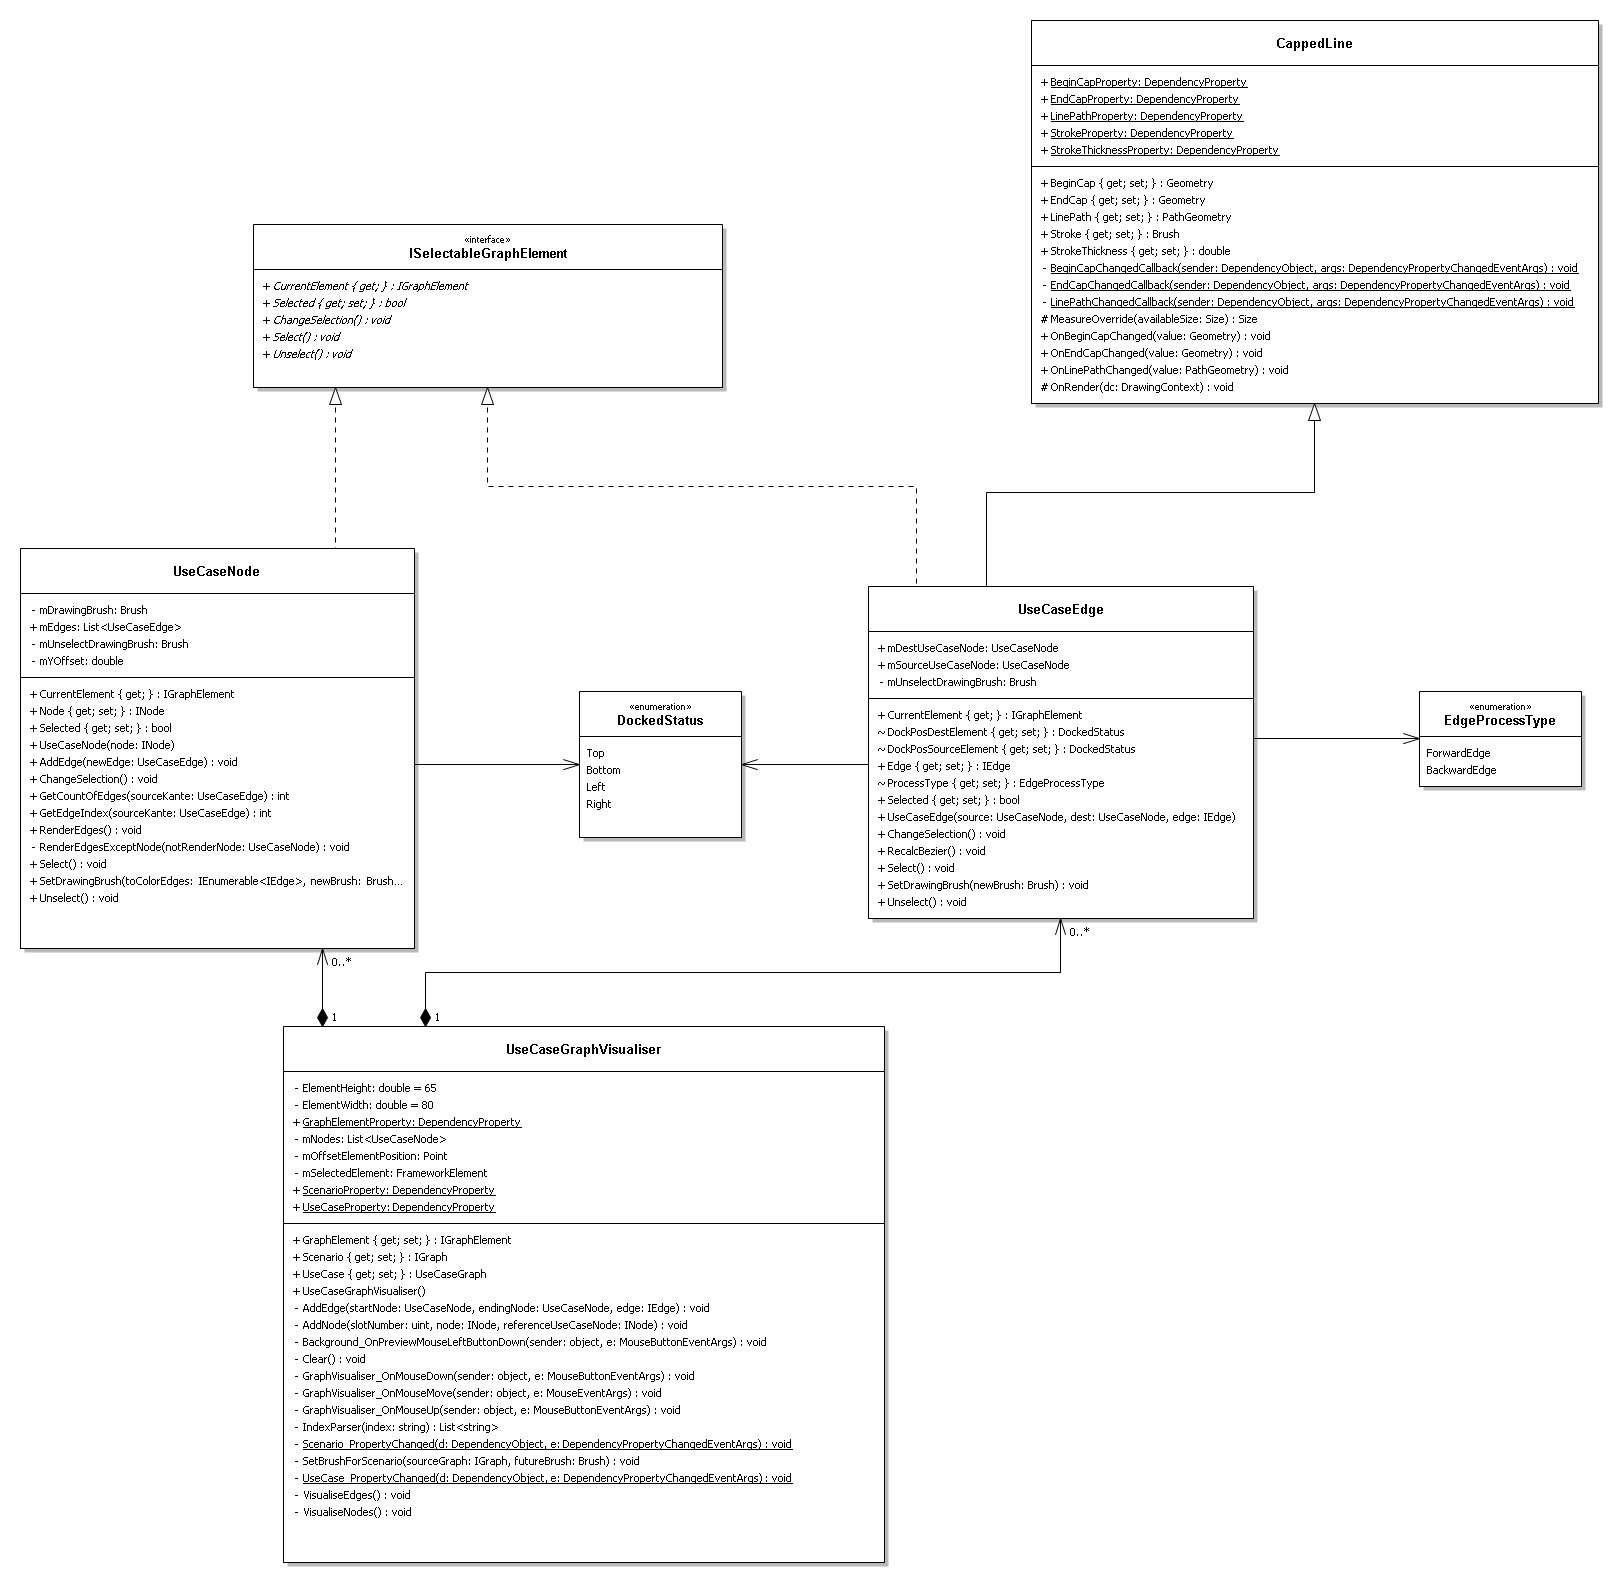 CappedLine
+ BeginCapProperty: DependencyProperty
+ EndCapProperty: DependencyProperty
+ LinePathProperty: DependencyProperty
+ StrokeProperty: DependencyProperty
+ StrokeThicknessProperty: DependencyProperty
+ BeginCap { get; set; } : Geometry
+ EndCap { get; set; } : Geometry
+ LinePath { get; set; } : PathGeometry
+ Stroke { get; set; } : Brush
+ StrokeThickness { get; set; } : double
- BeginCapChangedCallback(sender: DependencyObject, args: DependencyPropertyChangedEventArgs) : void
- EndCapChangedCallback(sender: DependencyObject, args: DependencyPropertyChangedEventArgs) : void
- LinePathChangedCallback(sender: DependencyObject, args: DependencyPropertyChangedEventArgs) : void
# MeasureOverride(availableSize: Size) : Size
+ OnBeginCapChanged(value: Geometry) : void
+ OnEndCapChanged(value: Geometry) : void
+ OnLinePathChanged(value: PathGeometry) : void
# OnRender(dc: DrawingContext) : void
«interface»
ISelectableGraphElement
+ CurrentElement { get; } : IGraphElement
+ Selected { get; set; } : bool
+ ChangeSelection() : void
+ Select() : void
+ Unselect() : void
UseCaseNode
- mDrawingBrush: Brush
+ mEdges: List<UseCaseEdge>
- mUnselectDrawingBrush: Brush
- mYOffset: double
+ CurrentElement { get; } : IGraphElement
+ Node { get; set; } : INode
+ Selected { get; set; } : bool
+ UseCaseNode(node: INode)
+ AddEdge(newEdge: UseCaseEdge) : void
+ ChangeSelection() : void
+ GetCountOfEdges(sourceKante: UseCaseEdge) : int
+ GetEdgeIndex(sourceKante: UseCaseEdge) : int
+ RenderEdges() : void
- RenderEdgesExceptNode(notRenderNode: UseCaseNode) : void
+ Select() : void
+ SetDrawingBrush(toColorEdges: IEnumerable<IEdge>, newBrush: Brush...
+ Unselect() : void
«enumeration»
DockedStatus
Top
Bottom
Left
Right
UseCaseEdge
+ mDestUseCaseNode: UseCaseNode
+ mSourceUseCaseNode: UseCaseNode
- mUnselectDrawingBrush: Brush
+ CurrentElement { get; } : IGraphElement
~ DockPosDestElement { get; set; } : DockedStatus
~ DockPosSourceElement { get; set; } : DockedStatus
+ Edge { get; set; } : IEdge
~ ProcessType { get; set; } : EdgeProcessType
+ Selected { get; set; } : bool
+ UseCaseEdge(source: UseCaseNode, dest: UseCaseNode, edge: IEdge)
+ ChangeSelection() : void
+ RecalcBezier() : void
+ Select() : void
+ SetDrawingBrush(newBrush: Brush) : void
+ Unselect() : void
«enumeration»
EdgeProcessType
ForwardEdge
BackwardEdge
0..*
0..*
1
1
UseCaseGraphVisualiser
- ElementHeight: double = 65
- ElementWidth: double = 80
+ GraphElementProperty: DependencyProperty
- mNodes: List<UseCaseNode>
- mOffsetElementPosition: Point
- mSelectedElement: FrameworkElement
+ ScenarioProperty: DependencyProperty
+ UseCaseProperty: DependencyProperty
+ GraphElement { get; set; } : IGraphElement
+ Scenario { get; set; } : IGraph
+ UseCase { get; set; } : UseCaseGraph
+ UseCaseGraphVisualiser()
- AddEdge(startNode: UseCaseNode, endingNode: UseCaseNode, edge: IEdge) : void
- AddNode(slotNumber: uint, node: INode, referenceUseCaseNode: INode) : void
- Background_OnPreviewMouseLeftButtonDown(sender: object, e: MouseButtonEventArgs) : void
- Clear() : void
- GraphVisualiser_OnMouseDown(sender: object, e: MouseButtonEventArgs) : void
- GraphVisualiser_OnMouseMove(sender: object, e: MouseEventArgs) : void
- GraphVisualiser_OnMouseUp(sender: object, e: MouseButtonEventArgs) : void
- IndexParser(index: string) : List<string>
- Scenario_PropertyChanged(d: DependencyObject, e: DependencyPropertyChangedEventArgs) : void
- SetBrushForScenario(sourceGraph: IGraph, futureBrush: Brush) : void
- UseCase_PropertyChanged(d: DependencyObject, e: DependencyPropertyChangedEventArgs) : void
- VisualiseEdges() : void
- VisualiseNodes() : void